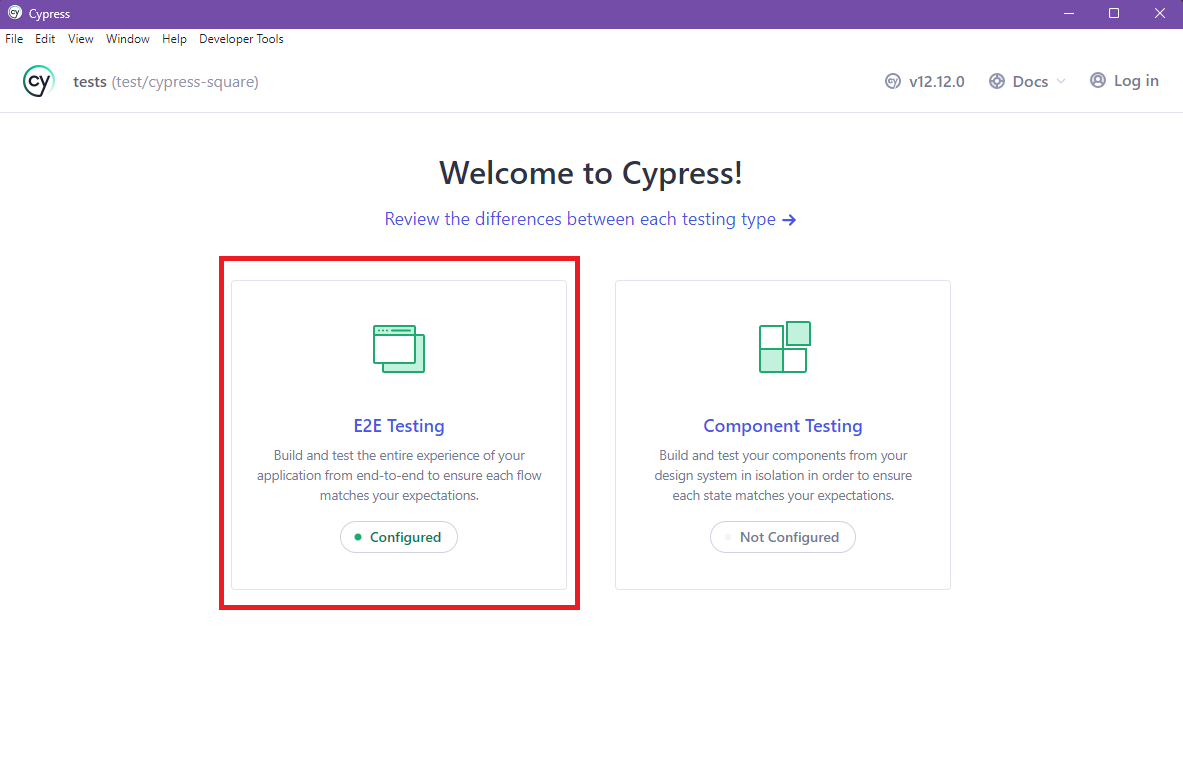 Cypress
File Edit View Window Help Developer Tools
cy tests (test/cypress-square) v12.12.0 Docs Log in
Welcome to Cypress!
Review the differences between each testing type →
E2E Testing
Build and test the entire experience of your
application from end-to-end to ensure each flow
matches your expectations.
Configured
Component Testing
Build and test your components from your
design system in isolation in order to ensure
each state matches your expectations.
Not Configured